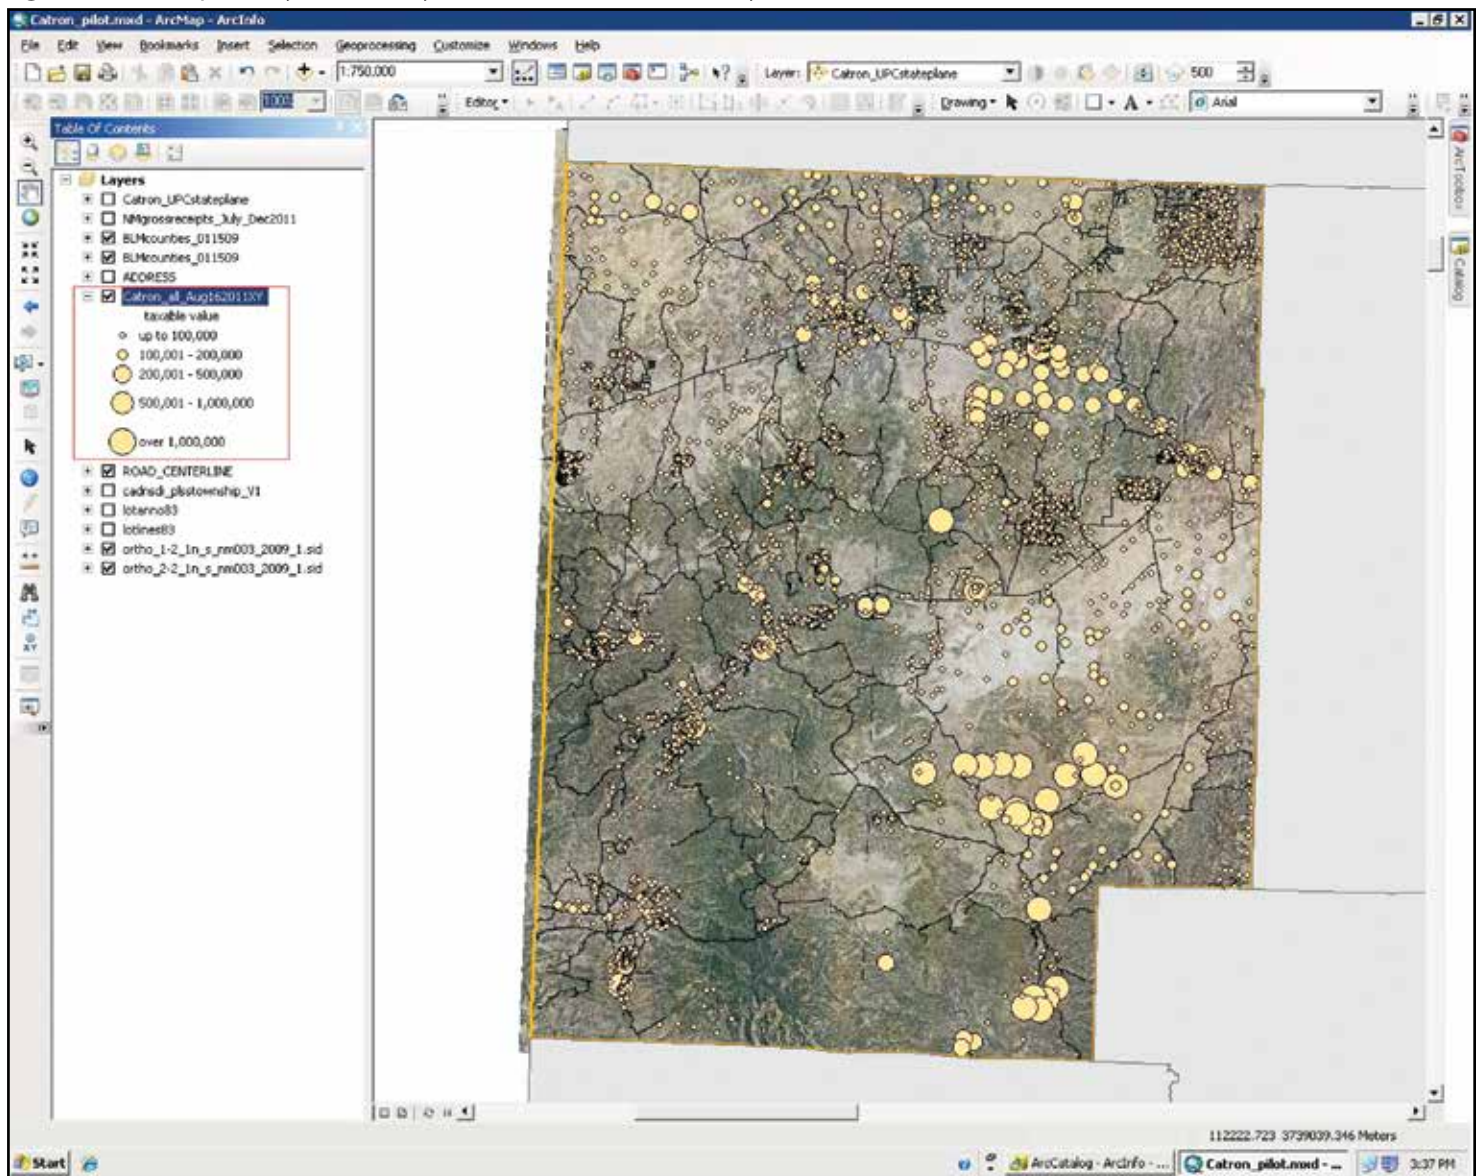 Catron_pilot.mxd - ArcMap - ArcInfo
File Edit View Bookmarks Insert Selection Geoprocessing Customize Windows Help
1:750,000 Layer: Catron_UPCstateplane 500
100% Editor Drawing A Arial
Table Of Contents
Layers
Catron_UPCstateplane
NMgrossreceipts_July_Dec2011
BLMcounties_011509
BLMcounties_011509
ADDRESS
Catron_all_Aug162011XY
taxable value
up to 100,000
100,001 - 200,000
200,001 - 500,000
500,001 - 1,000,000
over 1,000,000
ROAD_CENTERLINE
cadnsdi_plsstownship_V1
lotanno83
lotlines83
ortho_1-2_1n_s_nm003_2009_1.sid
ortho_2-2_1n_s_nm003_2009_1.sid
ArcToolbox
Catalog
112222.723 3739039.346 Meters
Start ArcCatalog - ArcInfo - ... Catron_pilot.mxd - ... 3:37 PM